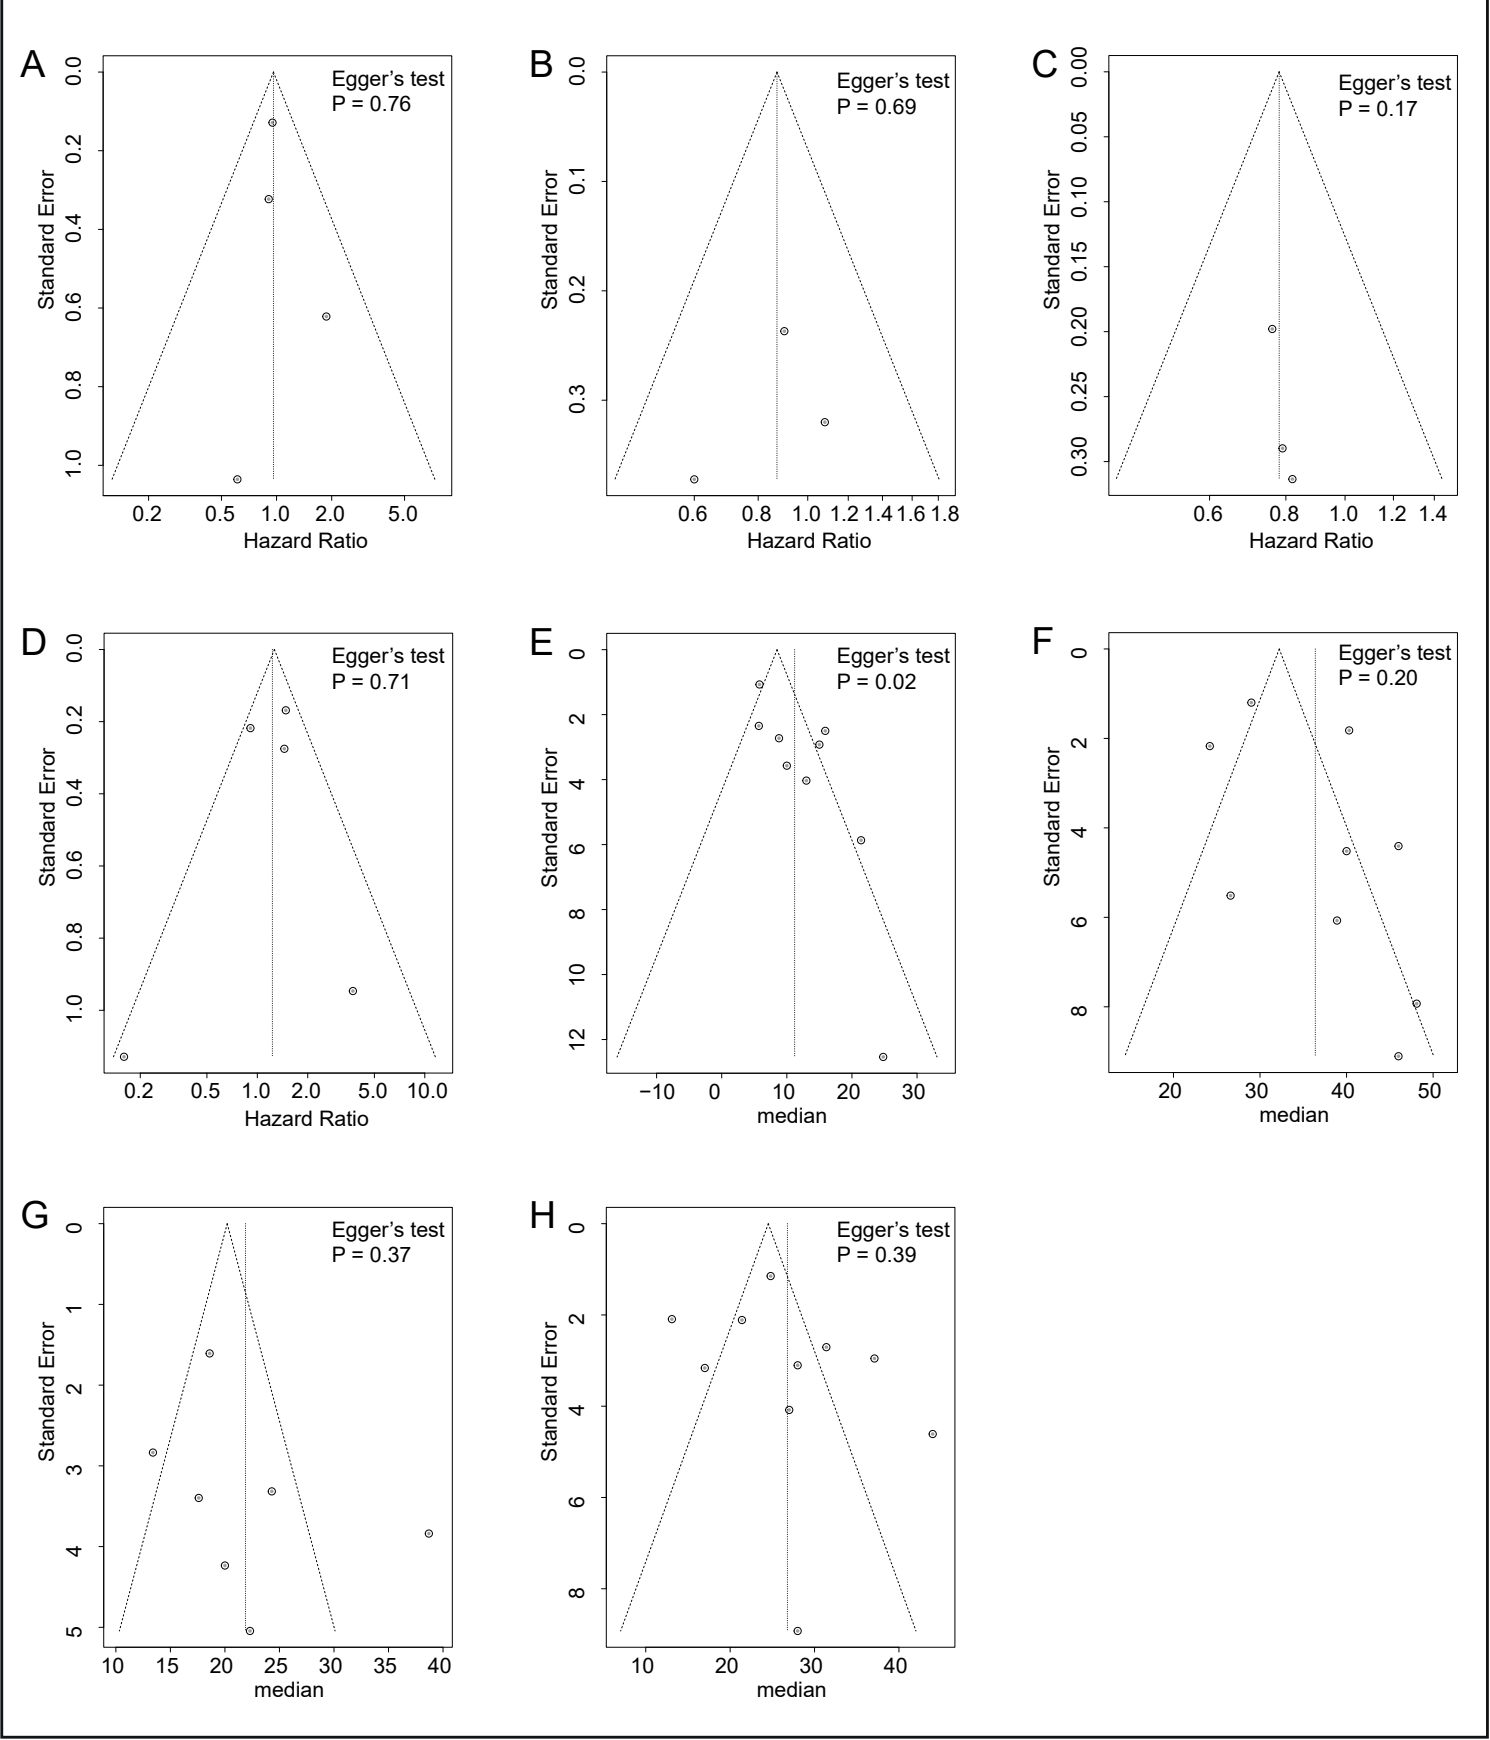 A
Egger’s test
P = 0.76
Standard Error
0.0
0.2
0.4
0.6
0.8
1.0
0.2 0.5 1.0 2.0 5.0
Hazard Ratio
B
Egger’s test
P = 0.69
Standard Error
0.0
0.1
0.2
0.3
0.6 0.8 1.0 1.2 1.4 1.6 1.8
Hazard Ratio
C
Egger’s test
P = 0.17
Standard Error
0.00
0.05
0.10
0.15
0.20
0.25
0.30
0.6 0.8 1.0 1.2 1.4
Hazard Ratio
D
Egger’s test
P = 0.71
Standard Error
0.0
0.2
0.4
0.6
0.8
1.0
0.2 0.5 1.0 2.0 5.0 10.0
Hazard Ratio
E
Egger’s test
P = 0.02
Standard Error
0
2
4
6
8
10
12
−10 0 10 20 30
median
F
Egger’s test
P = 0.20
Standard Error
0
2
4
6
8
20 30 40 50
median
G
Egger’s test
P = 0.37
Standard Error
0
1
2
3
4
5
10 15 20 25 30 35 40
median
H
Egger’s test
P = 0.39
Standard Error
0
2
4
6
8
10 20 30 40
median